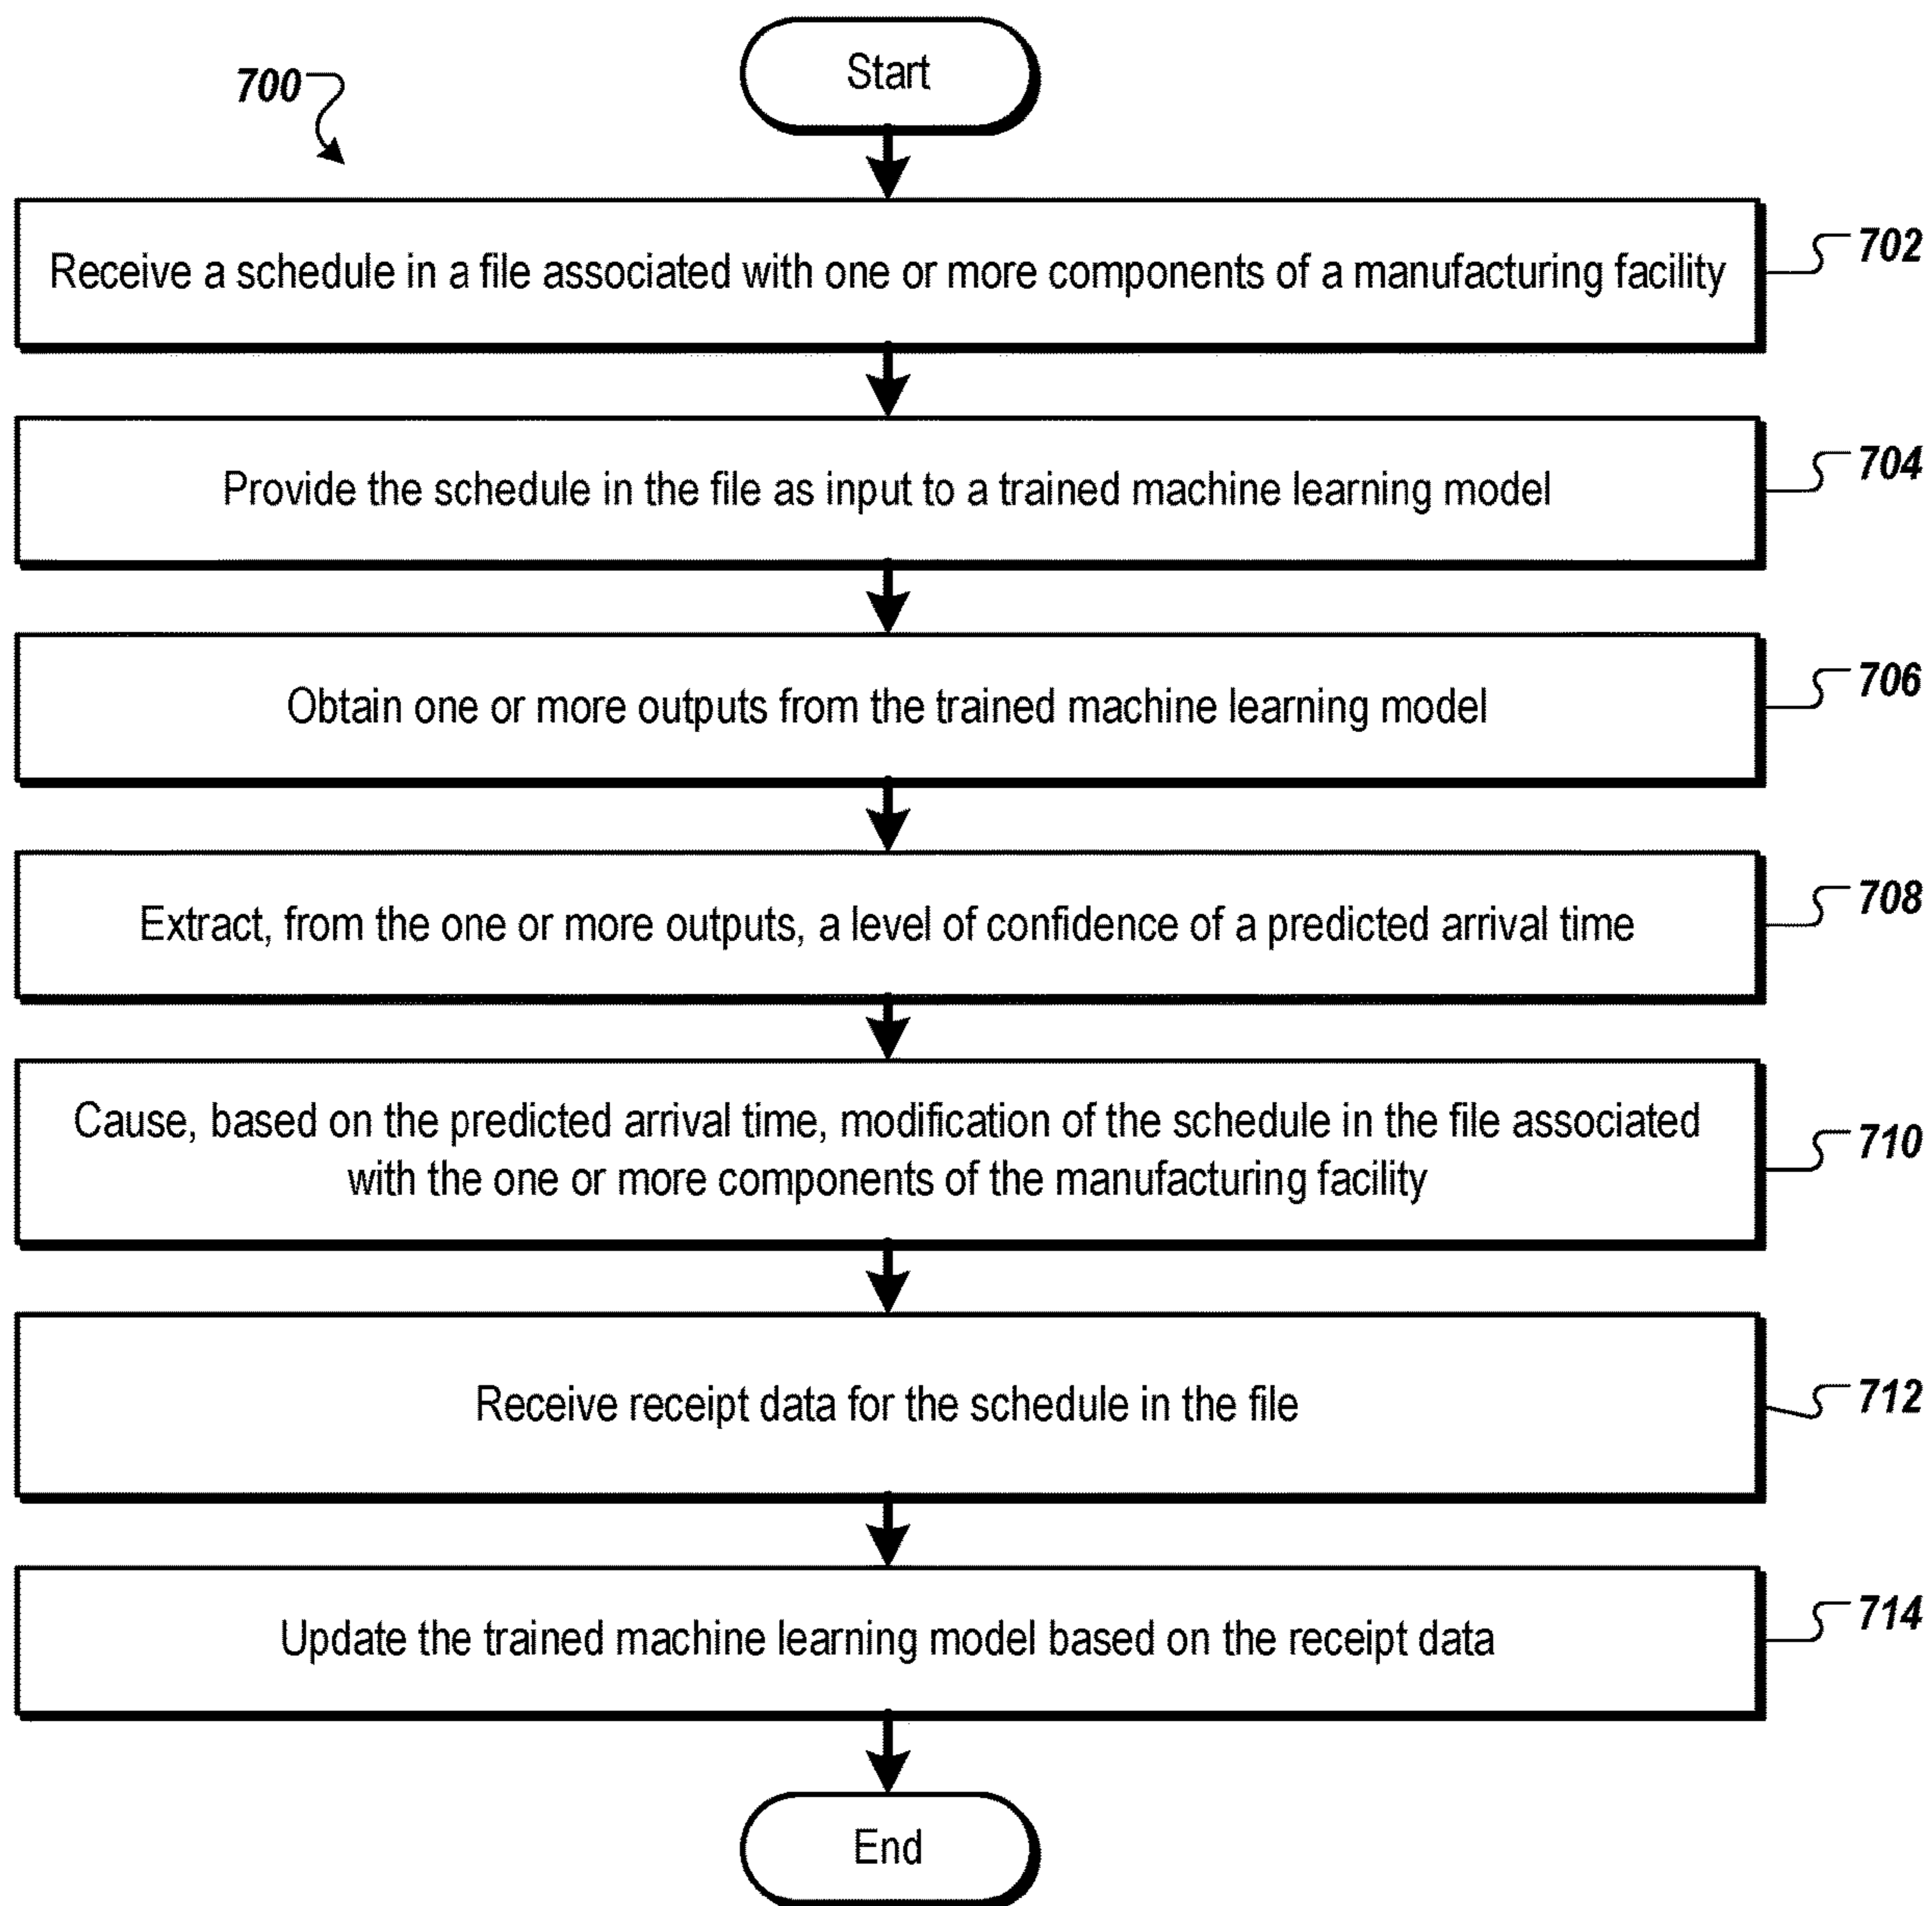 700
Start
Receive a schedule in a file associated with one or more components of a manufacturing facility
702
Provide the schedule in the file as input to a trained machine learning model
704
Obtain one or more outputs from the trained machine learning model
706
Extract, from the one or more outputs, a level of confidence of a predicted arrival time
708
Cause, based on the predicted arrival time, modification of the schedule in the file associated
with the one or more components of the manufacturing facility
710
Receive receipt data for the schedule in the file
712
Update the trained machine learning model based on the receipt data
714
End